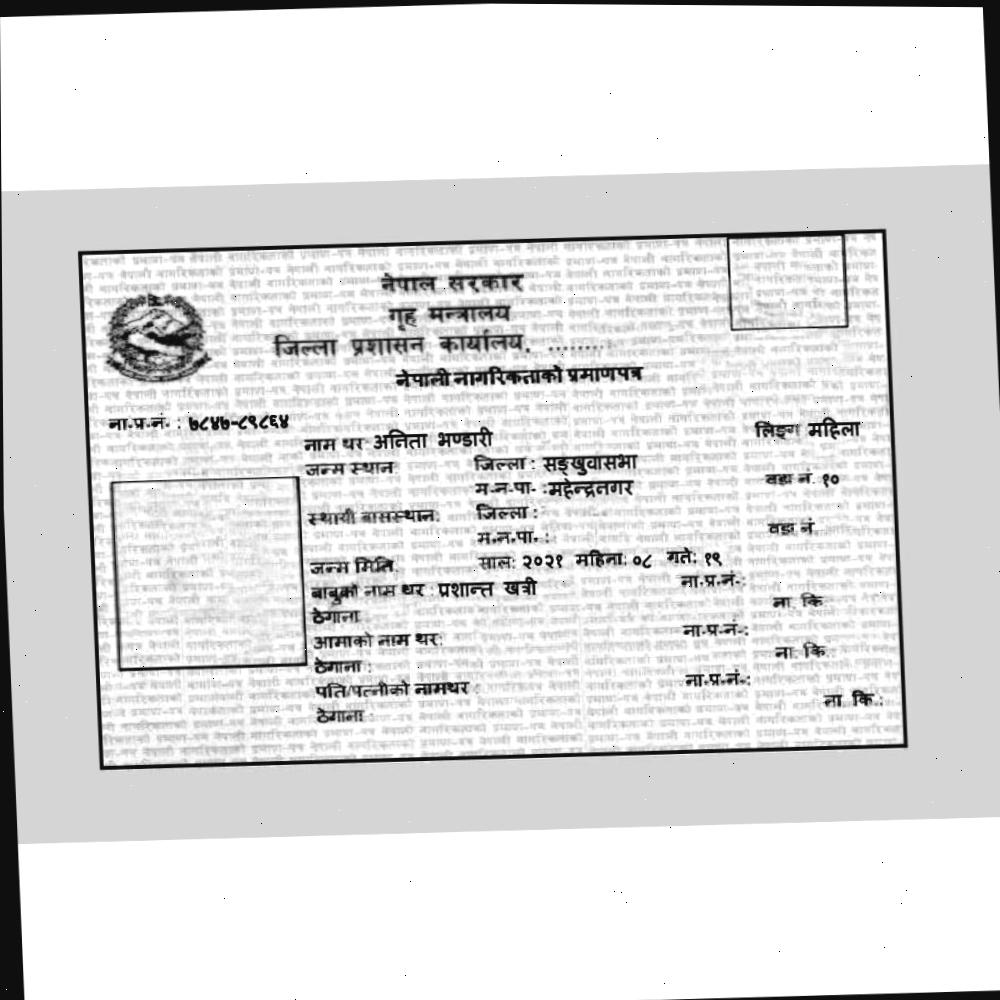 नेपाल सरकार
गृह मन्त्रालय
जिल्ला प्रशासन कार्यालय, ........
नेपाली नागरिकताको प्रमाणपत्र
ना.प्र.नं. : ७८४७-८९८६४
लिङ्ग महिला
नाम थर: अनिता भण्डारी
जन्म स्थान: जिल्ला : सङ्खुवासभा
म.न.पा. : महेन्द्रनगर वडा नं. १०
स्थायी बासस्थान: जिल्ला :
म.न.पा. : वडा नं.
जन्म मिति: साल: २०२१ महिना: ०८ गते: १९
बाबुको नाम थर : प्रशान्त खत्री ना.प्र.नं.:
ठेगाना: ना. कि.
आमाको नाम थर: ना.प्र.नं.:
ठेगाना : ना. कि.:
पति/पत्नीको नामथर : ना.प्र.नं.:
ठेगाना : ना. कि.: